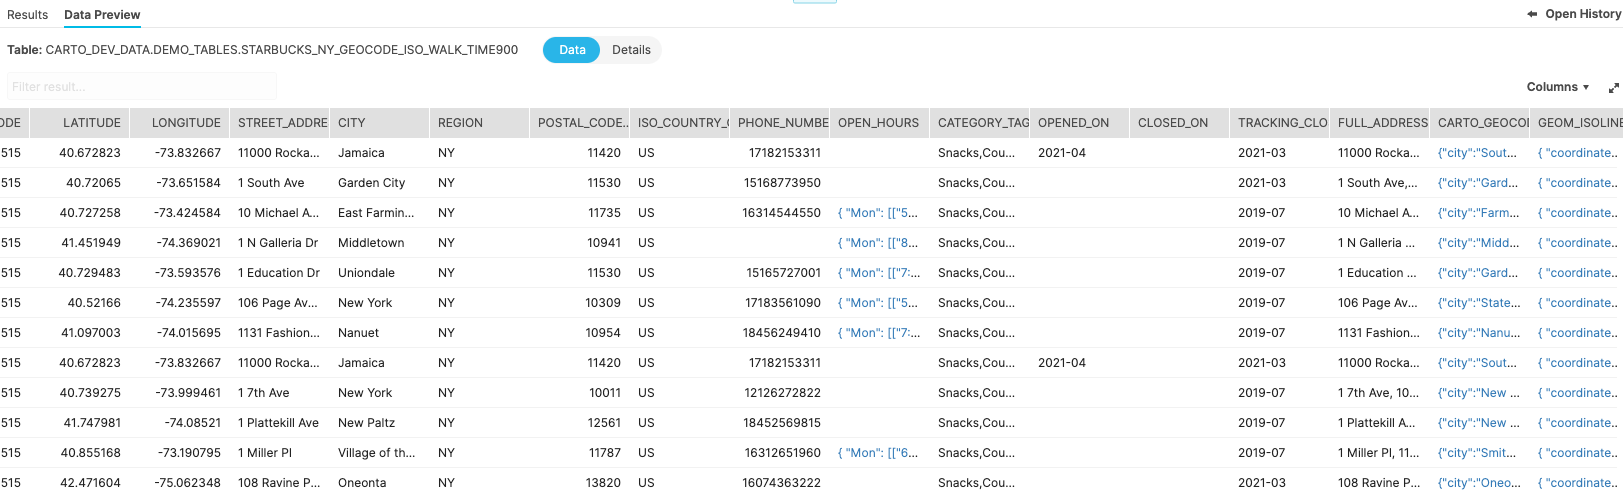 Results Data Preview Open History
Table: CARTO_DEV_DATA.DEMO_TABLES.STARBUCKS_NY_GEOCODE_ISO_WALK_TIME900 Data Details
Filter result...
Columns
ODE LATITUDE LONGITUDE STREET_ADDRE CITY REGION POSTAL_CODE... ISO_COUNTRY_C PHONE_NUMBE OPEN_HOURS CATEGORY_TAG OPENED_ON CLOSED_ON TRACKING_CLO FULL_ADDRESS CARTO_GEOCOD GEOM_ISOLINE
515 40.672823 -73.832667 11000 Rocka... Jamaica NY 11420 US 17182153311 Snacks,Cou... 2021-04 2021-03 11000 Rocka... {"city":"Sout... { "coordinate...
515 40.72065 -73.651584 1 South Ave Garden City NY 11530 US 15168773950 Snacks,Cou... 2021-03 1 South Ave,... {"city":"Gard... { "coordinate...
515 40.727258 -73.424584 10 Michael A... East Farmin... NY 11735 US 16314544550 { "Mon": [["5... Snacks,Cou... 2019-07 10 Michael A... {"city":"Farm... { "coordinate...
515 41.451949 -74.369021 1 N Galleria Dr Middletown NY 10941 US { "Mon": [["8... Snacks,Cou... 2019-07 1 N Galleria ... {"city":"Midd... { "coordinate...
515 40.729483 -73.593576 1 Education Dr Uniondale NY 11530 US 15165727001 { "Mon": [["7:... Snacks,Cou... 2019-07 1 Education ... {"city":"Gard... { "coordinate...
515 40.52166 -74.235597 106 Page Av... New York NY 10309 US 17183561090 { "Mon": [["5... Snacks,Cou... 2019-07 106 Page Av... {"city":"State... { "coordinate...
515 41.097003 -74.015695 1131 Fashion... Nanuet NY 10954 US 18456249410 { "Mon": [["7:... Snacks,Cou... 2019-07 1131 Fashion... {"city":"Nanu... { "coordinate...
515 40.672823 -73.832667 11000 Rocka... Jamaica NY 11420 US 17182153311 Snacks,Cou... 2021-04 2021-03 11000 Rocka... {"city":"Sout... { "coordinate...
515 40.739275 -73.999461 1 7th Ave New York NY 10011 US 12126272822 Snacks,Cou... 2019-07 1 7th Ave, 10... {"city":"New ... { "coordinate...
515 41.747981 -74.08521 1 Plattekill Ave New Paltz NY 12561 US 18452569815 Snacks,Cou... 2019-07 1 Plattekill A... {"city":"New ... { "coordinate...
515 40.855168 -73.190795 1 Miller Pl Village of th... NY 11787 US 16312651960 { "Mon": [["6... Snacks,Cou... 2019-07 1 Miller Pl, 11... {"city":"Smit... { "coordinate...
515 42.471604 -75.062348 108 Ravine P... Oneonta NY 13820 US 16074363222 Snacks,Cou... 2021-03 108 Ravine P... {"city":"Oneo... { "coordinate...